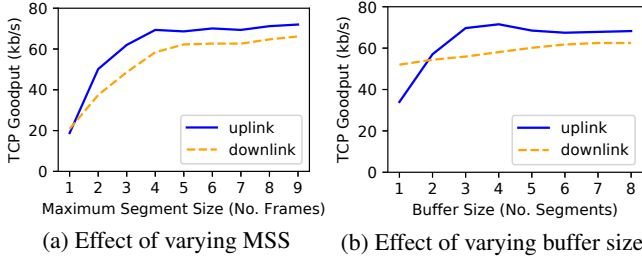 TCP Goodput (kb/s)
80
60
40
20
0
uplink
downlink
1 2 3 4 5 6 7 8 9
Maximum Segment Size (No. Frames)
(a) Effect of varying MSS
TCP Goodput (kb/s)
80
60
40
20
0
uplink
downlink
1 2 3 4 5 6 7 8
Buffer Size (No. Segments)
(b) Effect of varying buffer size